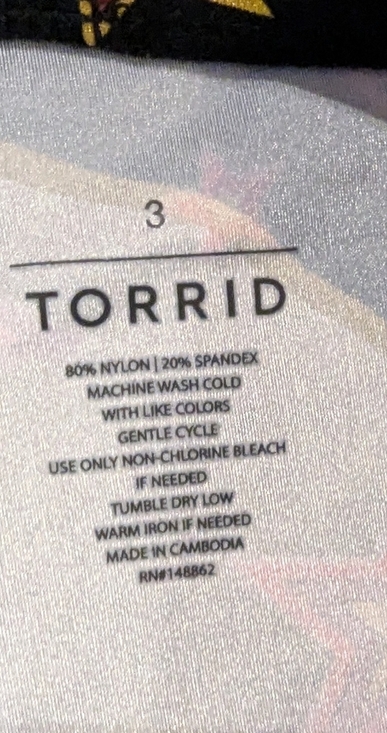 3
TORRID
80% NYLON | 20% SPANDEX
MACHINE WASH COLD
WITH LIKE COLORS
GENTLE CYCLE
USE ONLY NON-CHLORINE BLEACH
IF NEEDED
TUMBLE DRY LOW
WARM IRON IF NEEDED
MADE IN CAMBODIA
RN#148862